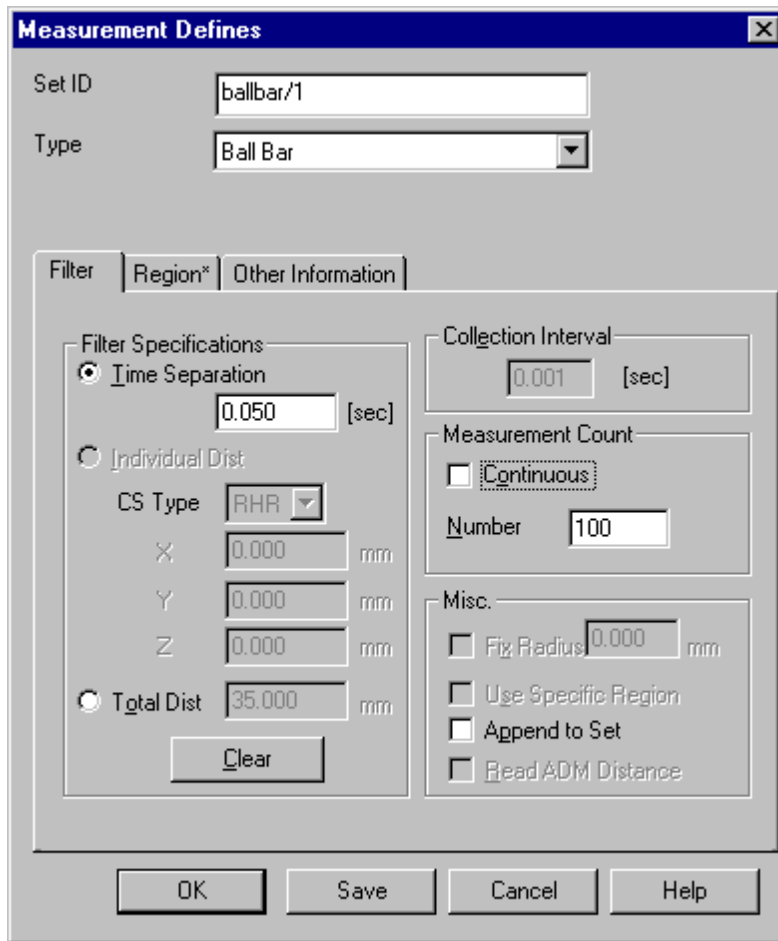 Measurement Defines
Set ID
ballbar/1
Type
Ball Bar
Filter
Region*
Other Information
Filter Specifications
Time Separation
0.050 [sec]
Individual Dist
CS Type RHR
X 0.000 mm
Y 0.000 mm
Z 0.000 mm
Total Dist 35.000 mm
Clear
Collection Interval
0.001 [sec]
Measurement Count
Continuous
Number 100
Misc.
Fix Radius 0.000 mm
Use Specific Region
Append to Set
Read ADM Distance
OK
Save
Cancel
Help